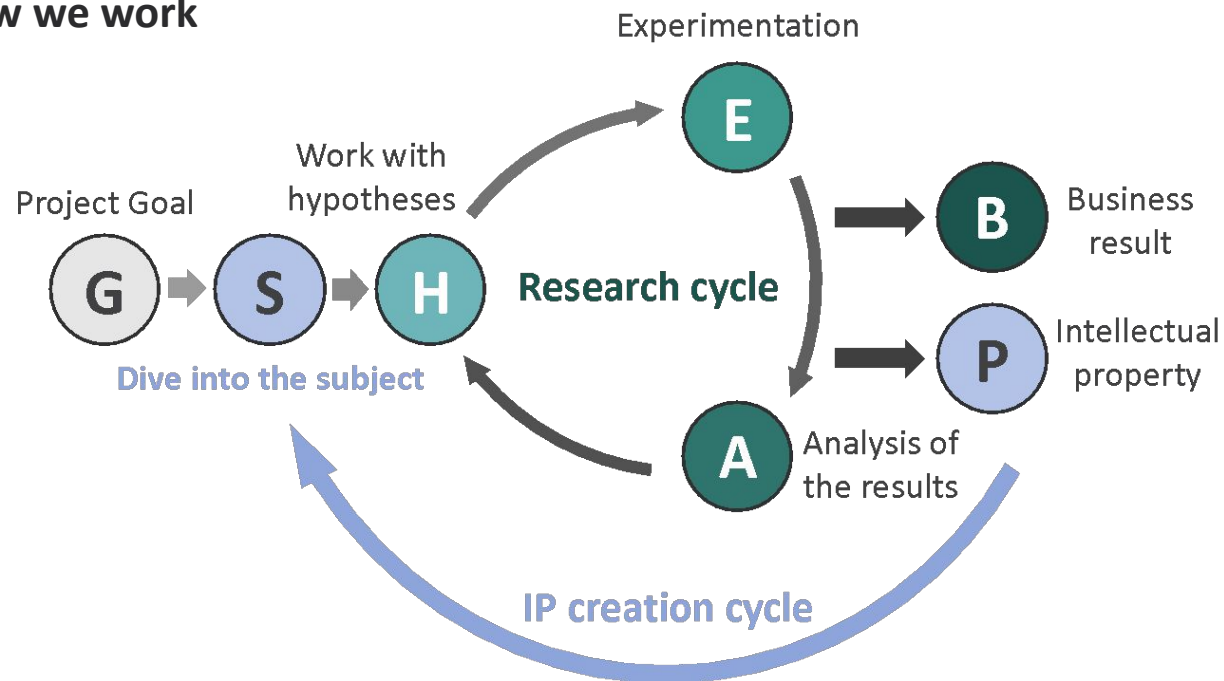 we work
Experimentation
E
Work with
hypotheses
Project Goal
B
Business
result
G
S
H
Research cycle
Dive into the subject
P
Intellectual
property
A
Analysis of
the results
IP creation cycle